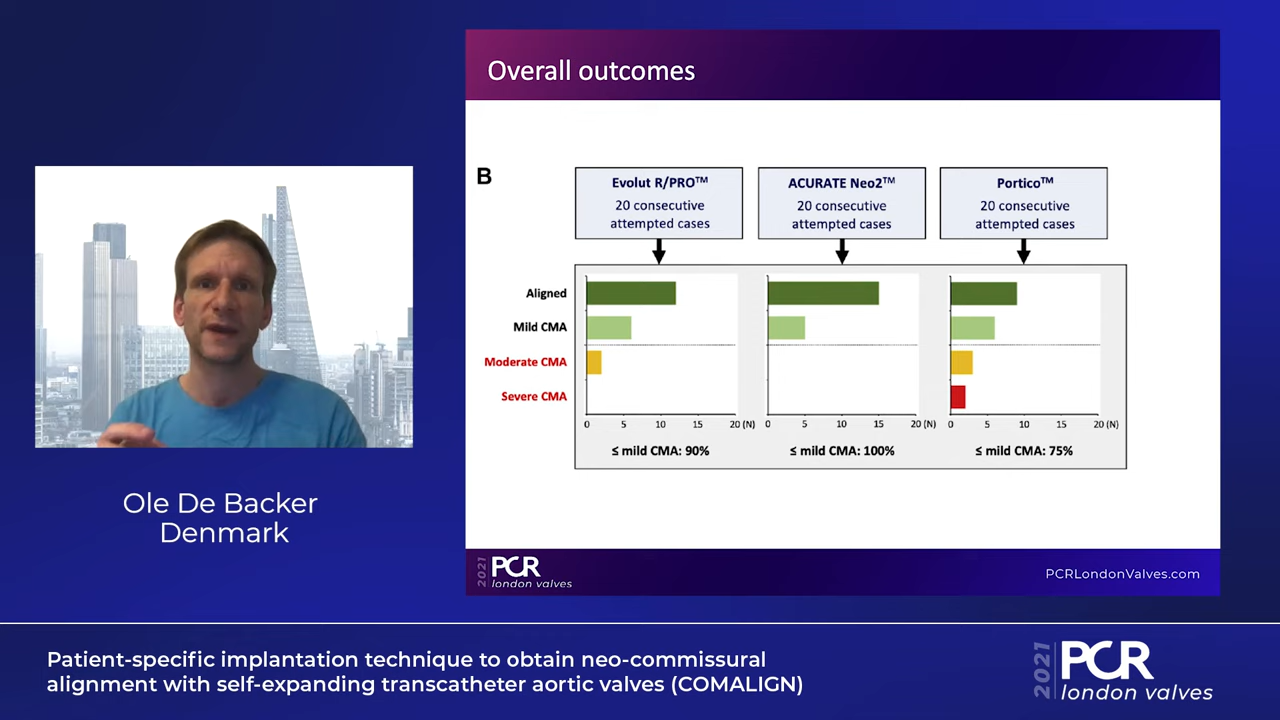 Overall outcomes
B
Evolut R/PRO™
20 consecutive
attempted cases
ACURATE Neo2™
20 consecutive
attempted cases
Portico™
20 consecutive
attempted cases
Aligned
Mild CMA
Moderate CMA
Severe CMA
0 5 10 15 20 (N)
0 5 10 15 20 (N)
0 5 10 15 20 (N)
≤ mild CMA: 90%
≤ mild CMA: 100%
≤ mild CMA: 75%
Ole De Backer
Denmark
2021 PCR
london valves
PCRLondonValves.com
Patient-specific implantation technique to obtain neo-commissural
alignment with self-expanding transcatheter aortic valves (COMALIGN)
2021 PCR
london valves